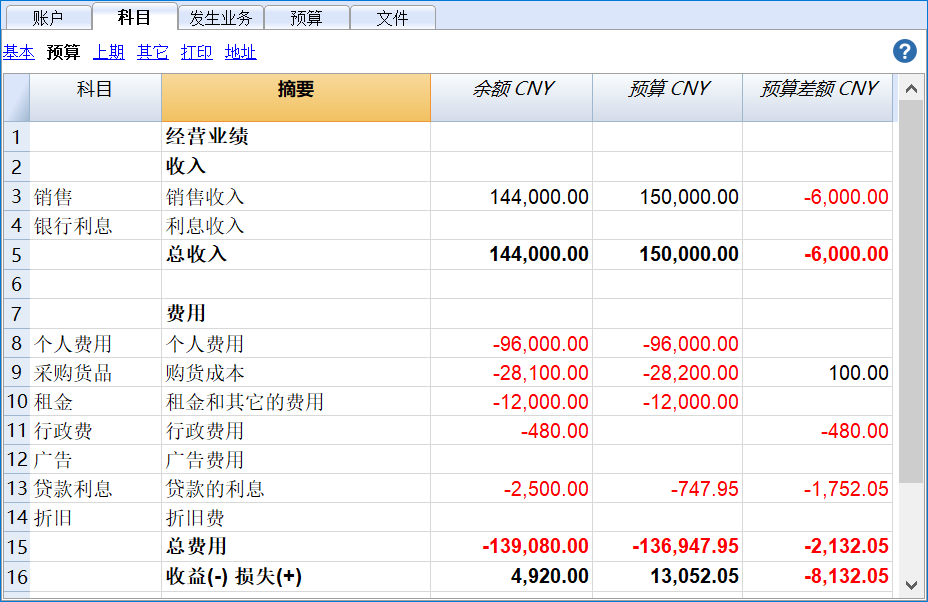 账户 科目 发生业务 预算 文件
基本 预算 上期 其它 打印 地址 ?
科目 摘要 余额 CNY 预算 CNY 预算差额 CNY
1 经营业绩
2 收入
3 销售 销售收入 144,000.00 150,000.00 -6,000.00
4 银行利息 利息收入
5 总收入 144,000.00 150,000.00 -6,000.00
6
7 费用
8 个人费用 个人费用 -96,000.00 -96,000.00
9 采购货品 购货成本 -28,100.00 -28,200.00 100.00
10 租金 租金和其它的费用 -12,000.00 -12,000.00
11 行政费 行政费用 -480.00 -480.00
12 广告 广告费用
13 贷款利息 贷款的利息 -2,500.00 -747.95 -1,752.05
14 折旧 折旧费
15 总费用 -139,080.00 -136,947.95 -2,132.05
16 收益(-) 损失(+) 4,920.00 13,052.05 -8,132.05